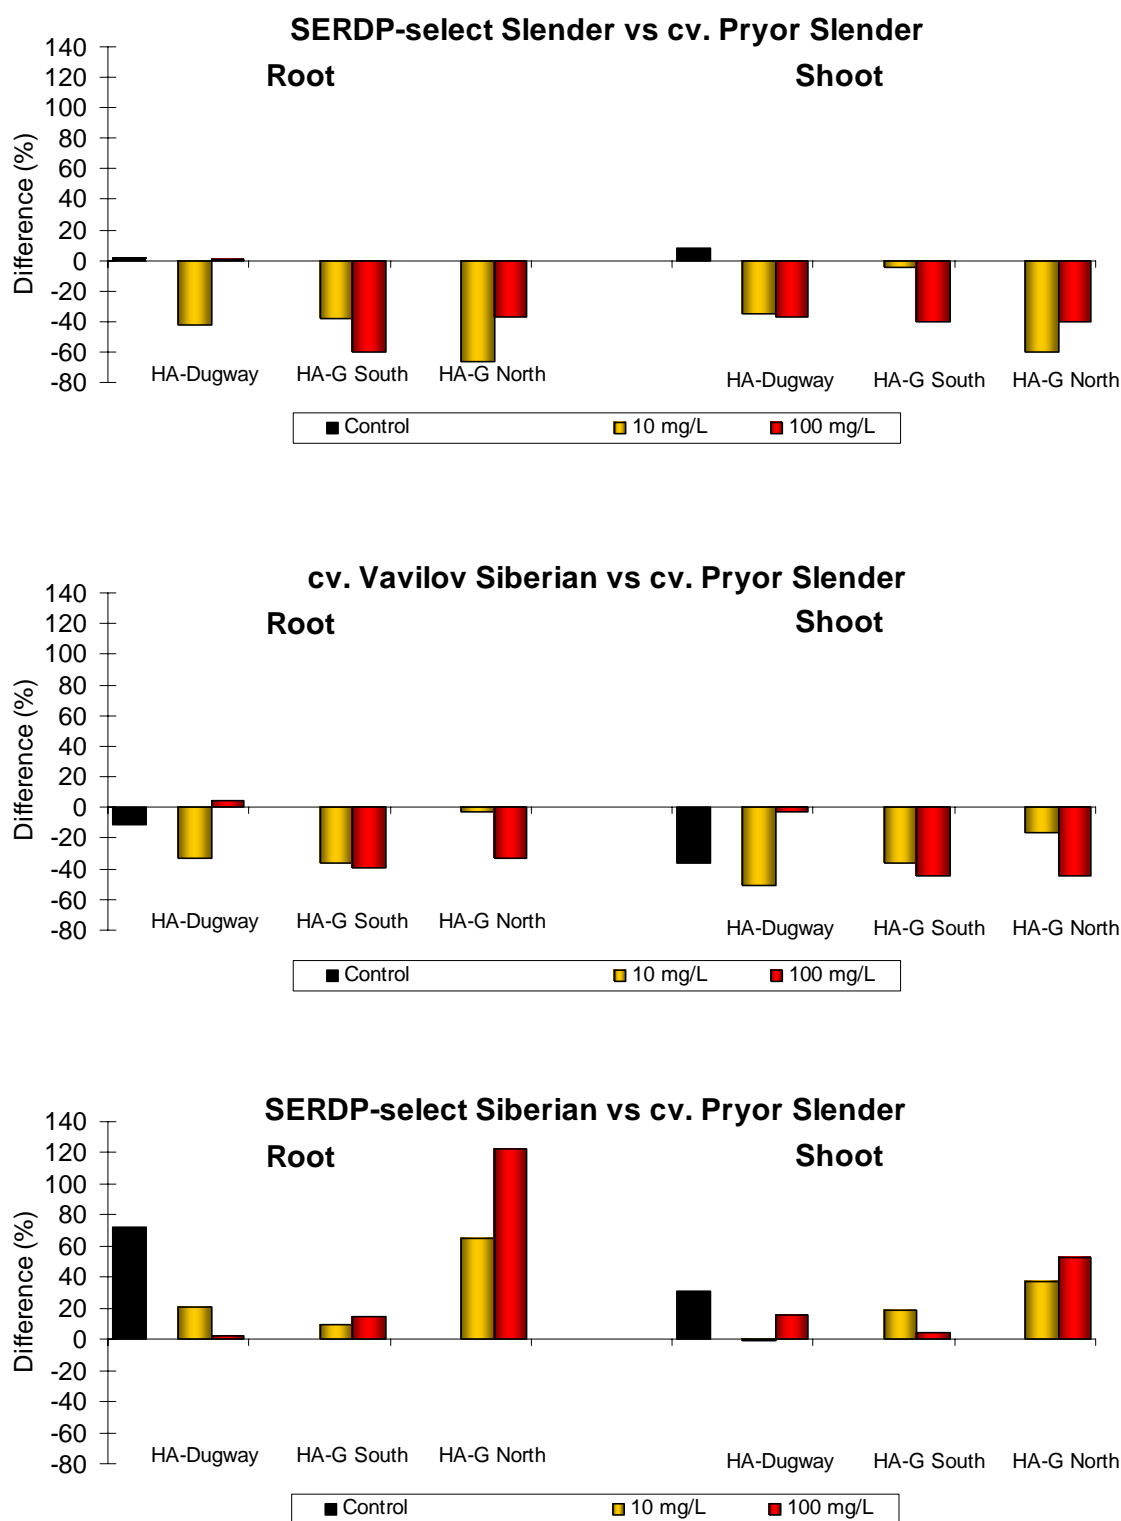 SERDP-select Slender vs cv. Pryor Slender
Root Shoot
Difference (%)
140
120
100
80
60
40
20
0
-20
-40
-60
-80
HA-Dugway HA-G South HA-G North HA-Dugway HA-G South HA-G North
Control 10 mg/L 100 mg/L
cv. Vavilov Siberian vs cv. Pryor Slender
Root Shoot
Difference (%)
140
120
100
80
60
40
20
0
-20
-40
-60
-80
HA-Dugway HA-G South HA-G North HA-Dugway HA-G South HA-G North
Control 10 mg/L 100 mg/L
SERDP-select Siberian vs cv. Pryor Slender
Root Shoot
Difference (%)
140
120
100
80
60
40
20
0
-20
-40
-60
-80
HA-Dugway HA-G South HA-G North HA-Dugway HA-G South HA-G North
Control 10 mg/L 100 mg/L